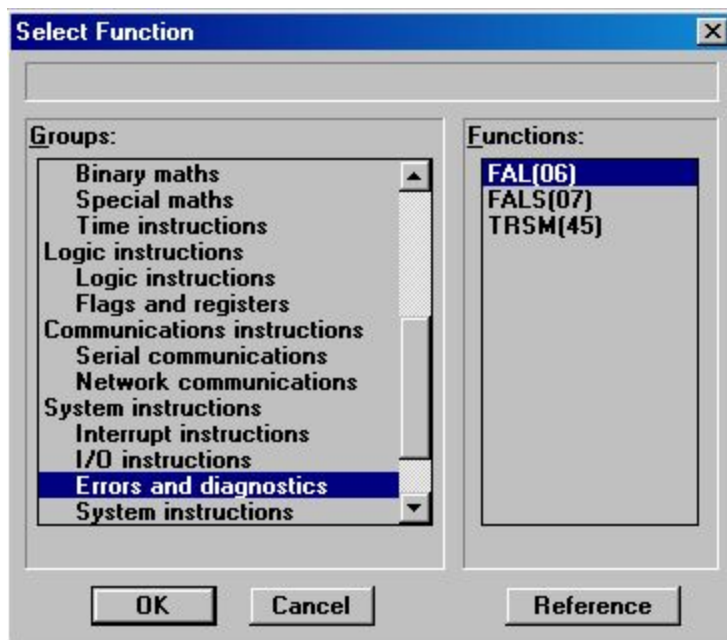 Select Function
Groups:
Binary maths
Special maths
Time instructions
Logic instructions
Logic instructions
Flags and registers
Communications instructions
Serial communications
Network communications
System instructions
Interrupt instructions
I/O instructions
Errors and diagnostics
System instructions
Functions:
FAL(06)
FALS(07)
TRSM(45)
OK
Cancel
Reference